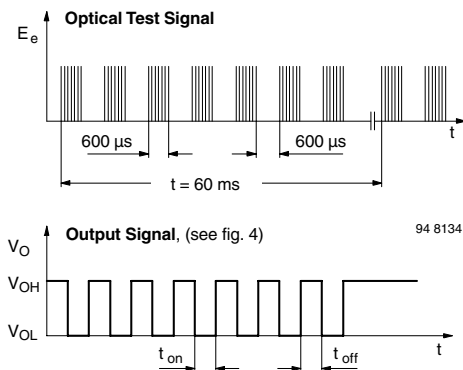 Optical Test Signal
E e
t
600 μs
600 μs
t = 60 ms
Output Signal, (see fig. 4)
94 8134
V O
V OH
V OL
t
t on
t off